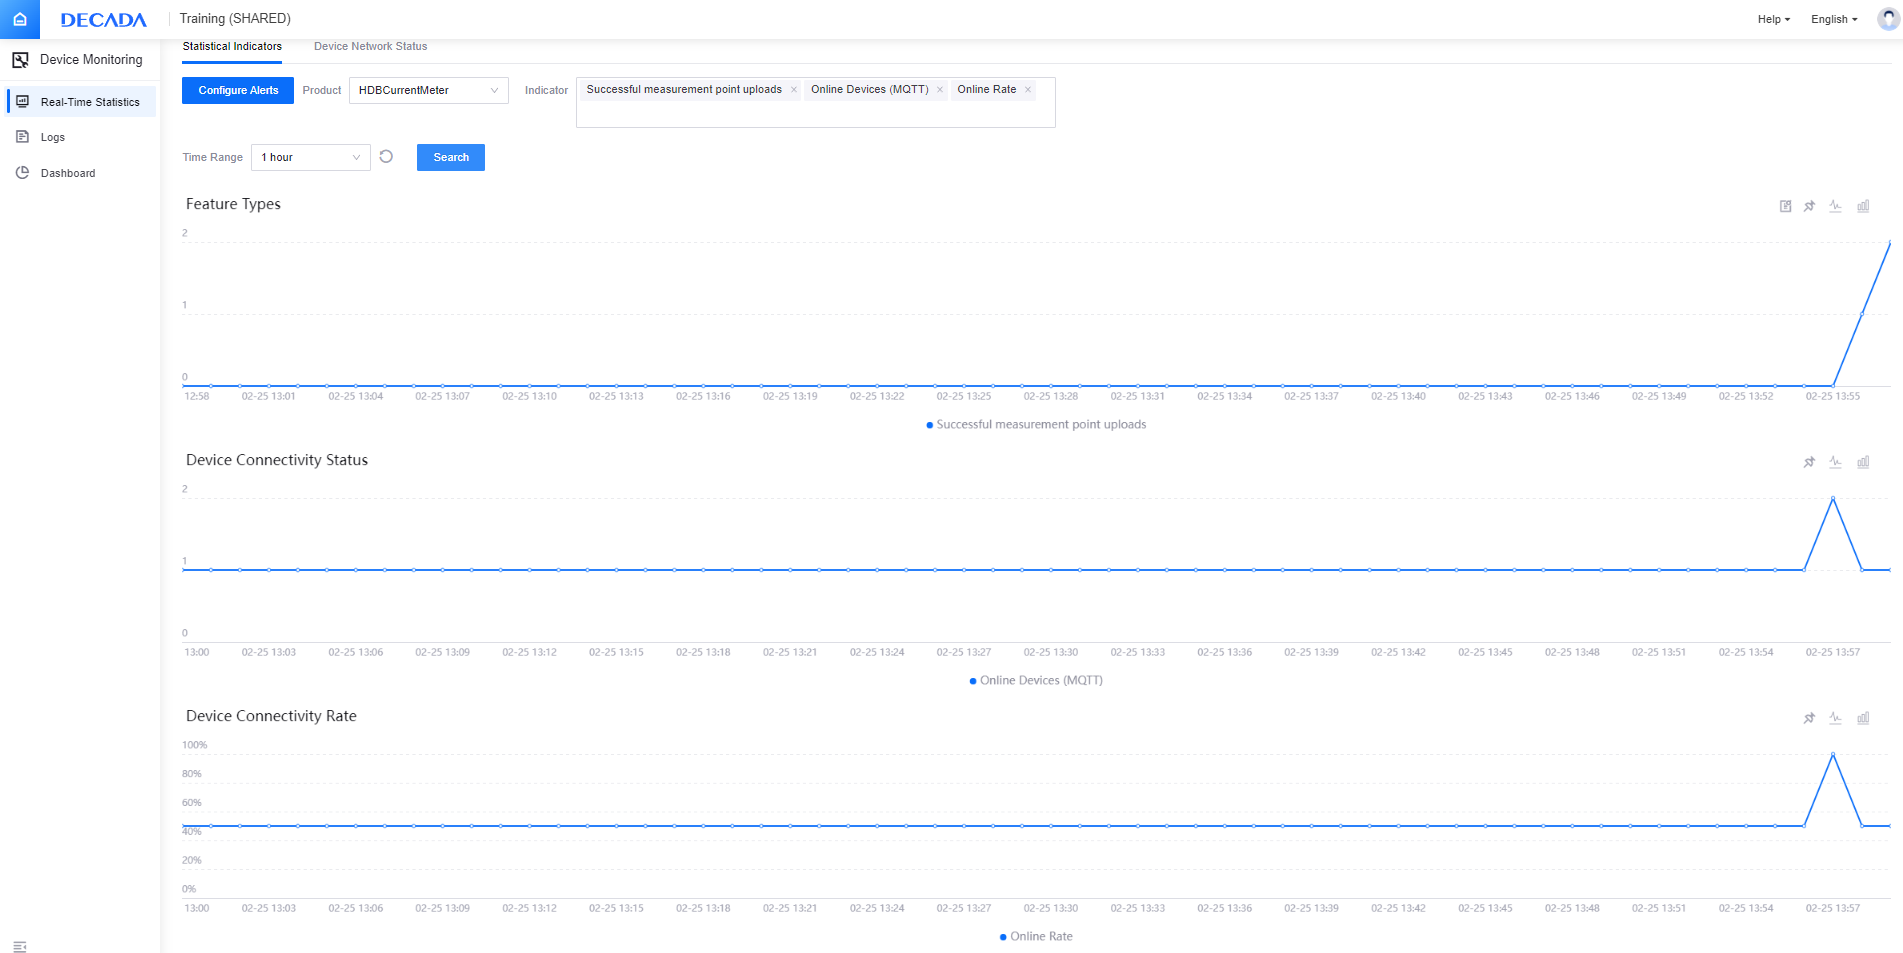 DECADA Training (SHARED) Help English
Device Monitoring
Real-Time Statistics
Logs
Dashboard
Statistical Indicators Device Network Status
Configure Alerts Product HDBCurrentMeter Indicator Successful measurement point uploads × Online Devices (MQTT) × Online Rate ×
Time Range 1 hour Search
Feature Types
2
1
0
12:58 02-25 13:01 02-25 13:04 02-25 13:07 02-25 13:10 02-25 13:13 02-25 13:16 02-25 13:19 02-25 13:22 02-25 13:25 02-25 13:28 02-25 13:31 02-25 13:34 02-25 13:37 02-25 13:40 02-25 13:43 02-25 13:46 02-25 13:49 02-25 13:52 02-25 13:55
Successful measurement point uploads
Device Connectivity Status
2
1
0
13:00 02-25 13:03 02-25 13:06 02-25 13:09 02-25 13:12 02-25 13:15 02-25 13:18 02-25 13:21 02-25 13:24 02-25 13:27 02-25 13:30 02-25 13:33 02-25 13:36 02-25 13:39 02-25 13:42 02-25 13:45 02-25 13:48 02-25 13:51 02-25 13:54 02-25 13:57
Online Devices (MQTT)
Device Connectivity Rate
100%
80%
60%
40%
20%
0%
13:00 02-25 13:03 02-25 13:06 02-25 13:09 02-25 13:12 02-25 13:15 02-25 13:18 02-25 13:21 02-25 13:24 02-25 13:27 02-25 13:30 02-25 13:33 02-25 13:36 02-25 13:39 02-25 13:42 02-25 13:45 02-25 13:48 02-25 13:51 02-25 13:54 02-25 13:57
Online Rate